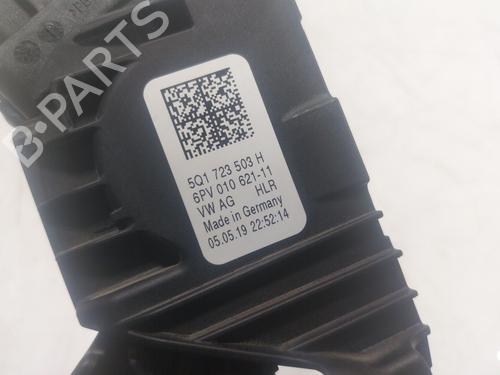 B-PARTS
5Q1 723 503 H
6PV 010 621-11
VW AG HLR
Made in Germany
05.05.19 22:52:14